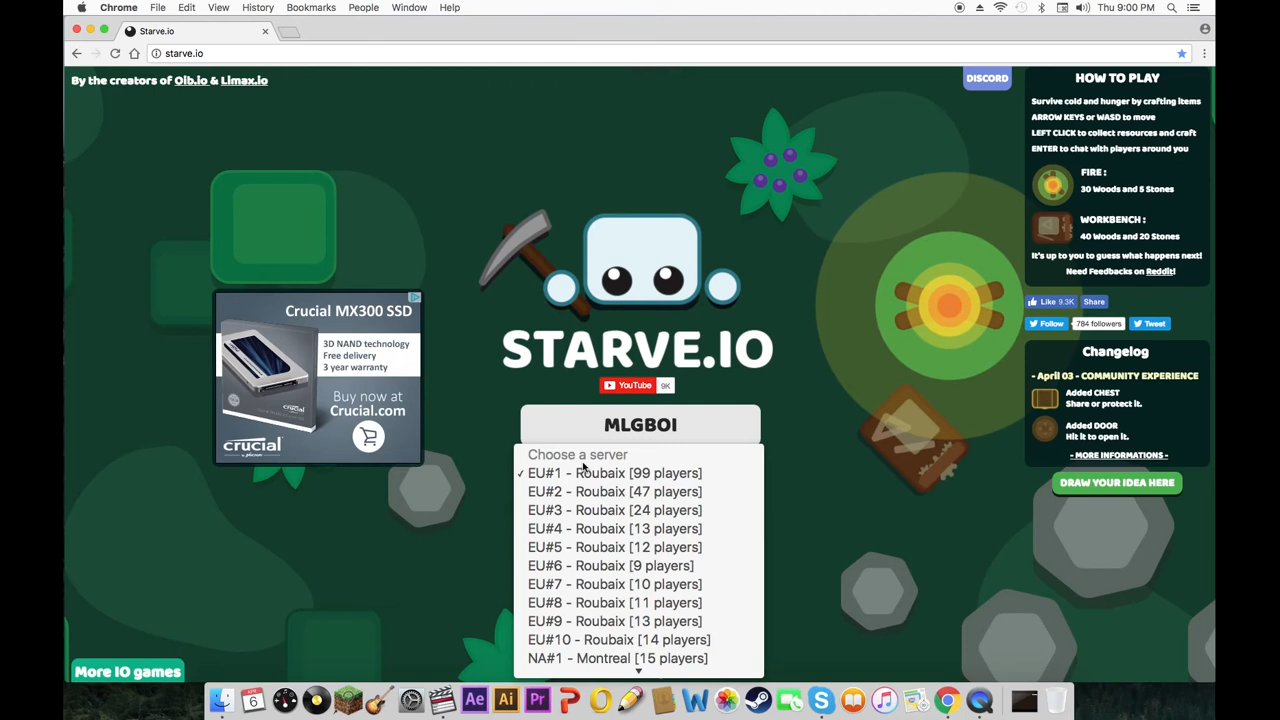 Chrome File Edit View History Bookmarks People Window Help
Thu 9:00 PM
Starve.io
starve.io
By the creators of Oib.io & Limax.io
DISCORD
HOW TO PLAY
Survive cold and hunger by crafting items
ARROW KEYS or WASD to move
LEFT CLICK to collect resources and craft
ENTER to chat with players around you
FIRE :
30 Woods and 5 Stones
WORKBENCH :
40 Woods and 20 Stones
It's up to you to guess what happens next!
Need Feedbacks on Reddit!
Like 9.3K Share
Follow 784 followers Tweet
Changelog
- April 03 - COMMUNITY EXPERIENCE
Added CHEST
Share or protect it.
Added DOOR
Hit it to open it.
- MORE INFORMATIONS -
DRAW YOUR IDEA HERE
Crucial MX300 SSD
3D NAND technology
Free delivery
3 year warranty
Buy now at
Crucial.com
crucial
STARVE.IO
YouTube 9K
MLGBOI
Choose a server
✓ EU#1 - Roubaix [99 players]
EU#2 - Roubaix [47 players]
EU#3 - Roubaix [24 players]
EU#4 - Roubaix [13 players]
EU#5 - Roubaix [12 players]
EU#6 - Roubaix [9 players]
EU#7 - Roubaix [10 players]
EU#8 - Roubaix [11 players]
EU#9 - Roubaix [13 players]
EU#10 - Roubaix [14 players]
NA#1 - Montreal [15 players]
More IO games
6
Ae Ai Pr